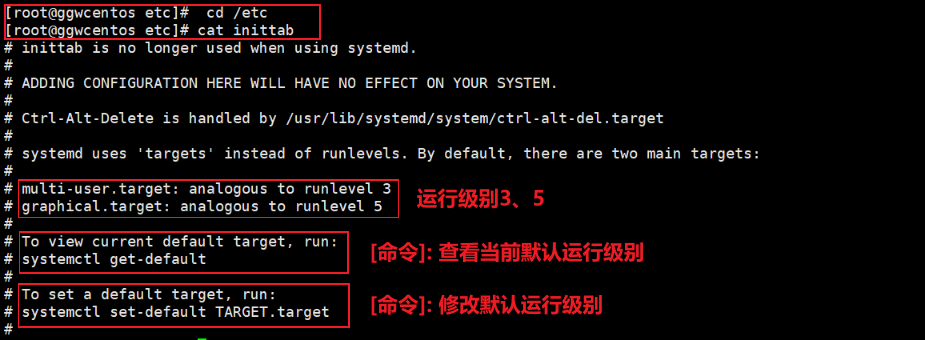 [root@ggwcentos etc]#  cd /etc
[root@ggwcentos etc]# cat inittab
# inittab is no longer used when using systemd.
#
# ADDING CONFIGURATION HERE WILL HAVE NO EFFECT ON YOUR SYSTEM.
#
# Ctrl-Alt-Delete is handled by /usr/lib/systemd/system/ctrl-alt-del.target
#
# systemd uses 'targets' instead of runlevels. By default, there are two main targets:
#
# multi-user.target: analogous to runlevel 3
# graphical.target: analogous to runlevel 5
运行级别3、5
#
# To view current default target, run:
# systemctl get-default
[命令]: 查看当前默认运行级别
#
# To set a default target, run:
# systemctl set-default TARGET.target
[命令]: 修改默认运行级别
#